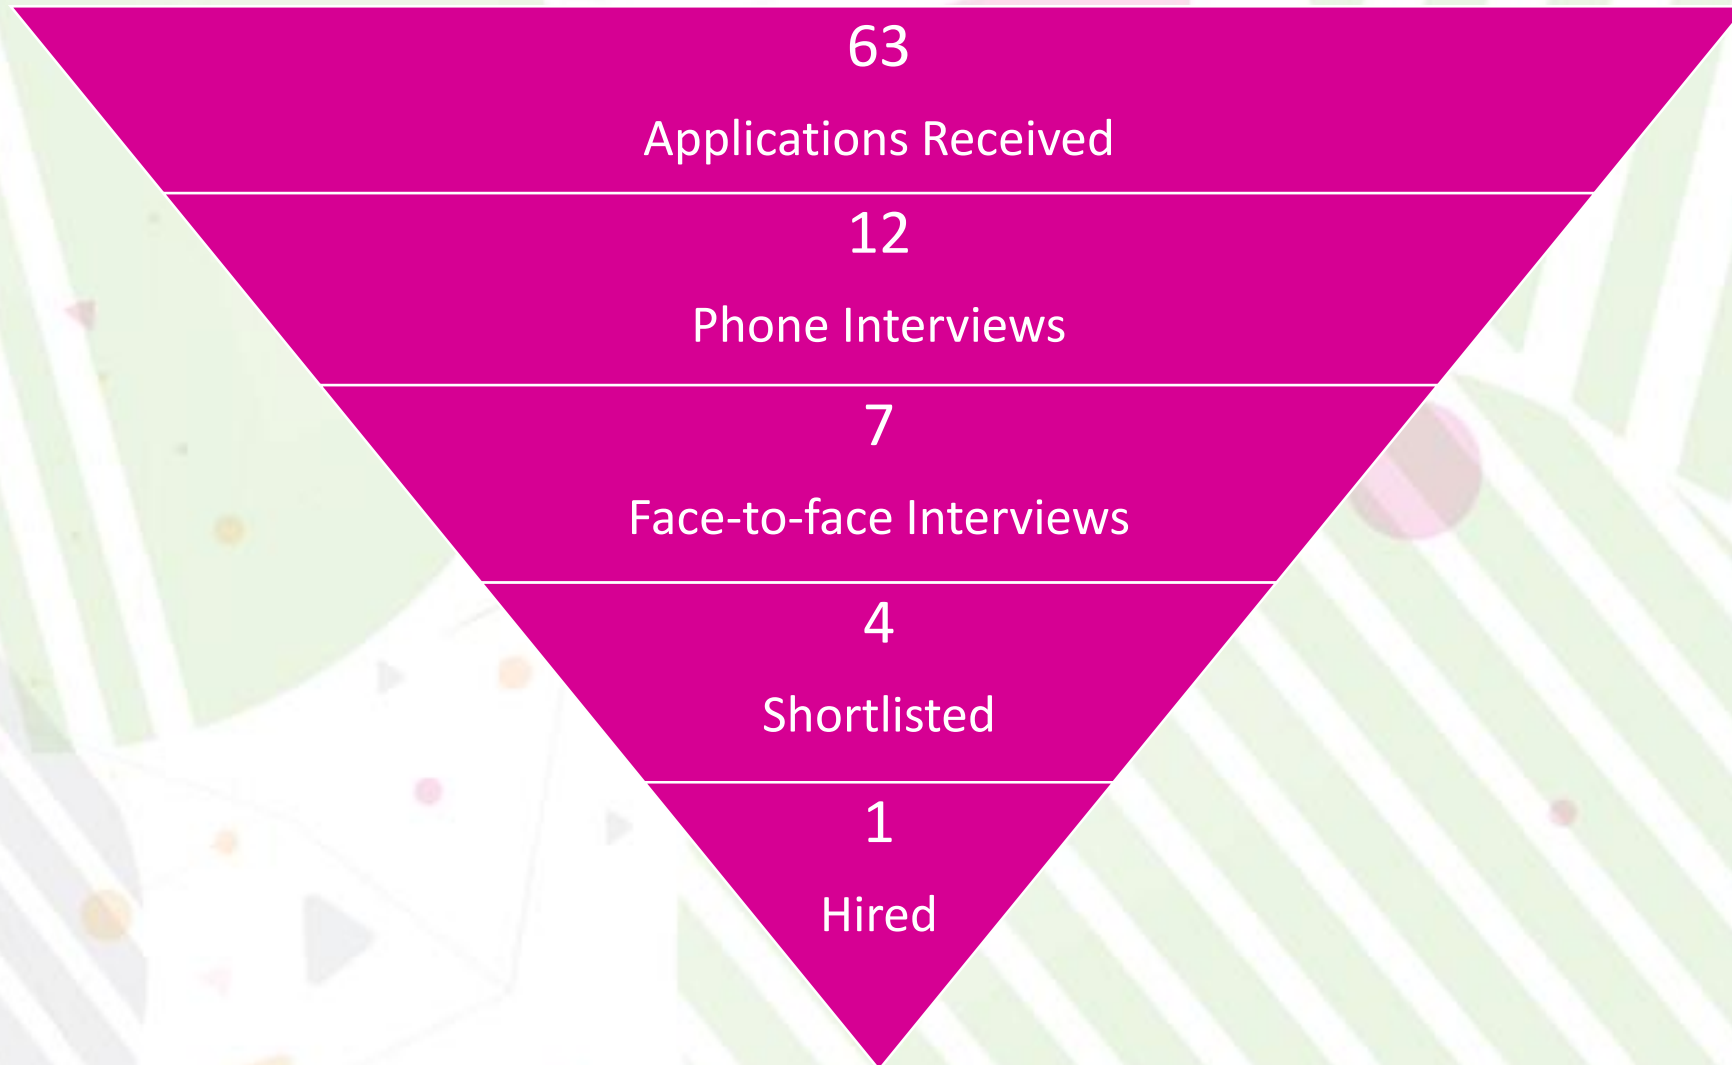 63
Applications Received
12
Phone Interviews
7
Face-to-face Interviews
4
Shortlisted
1
Hired